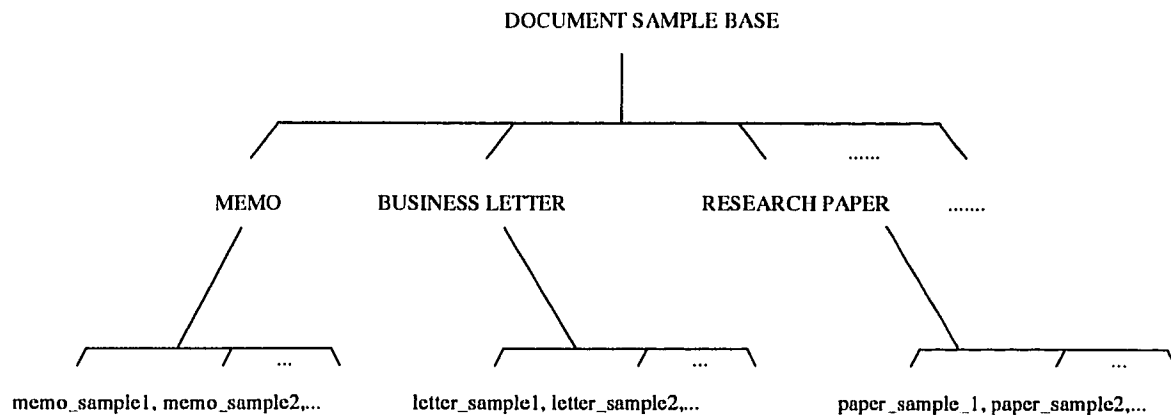 DOCUMENT SAMPLE BASE
......
MEMO BUSINESS LETTER RESEARCH PAPER .......
... ... ...
memo_sample1, memo_sample2,... letter_sample1, letter_sample2,... paper_sample_1, paper_sample2,...